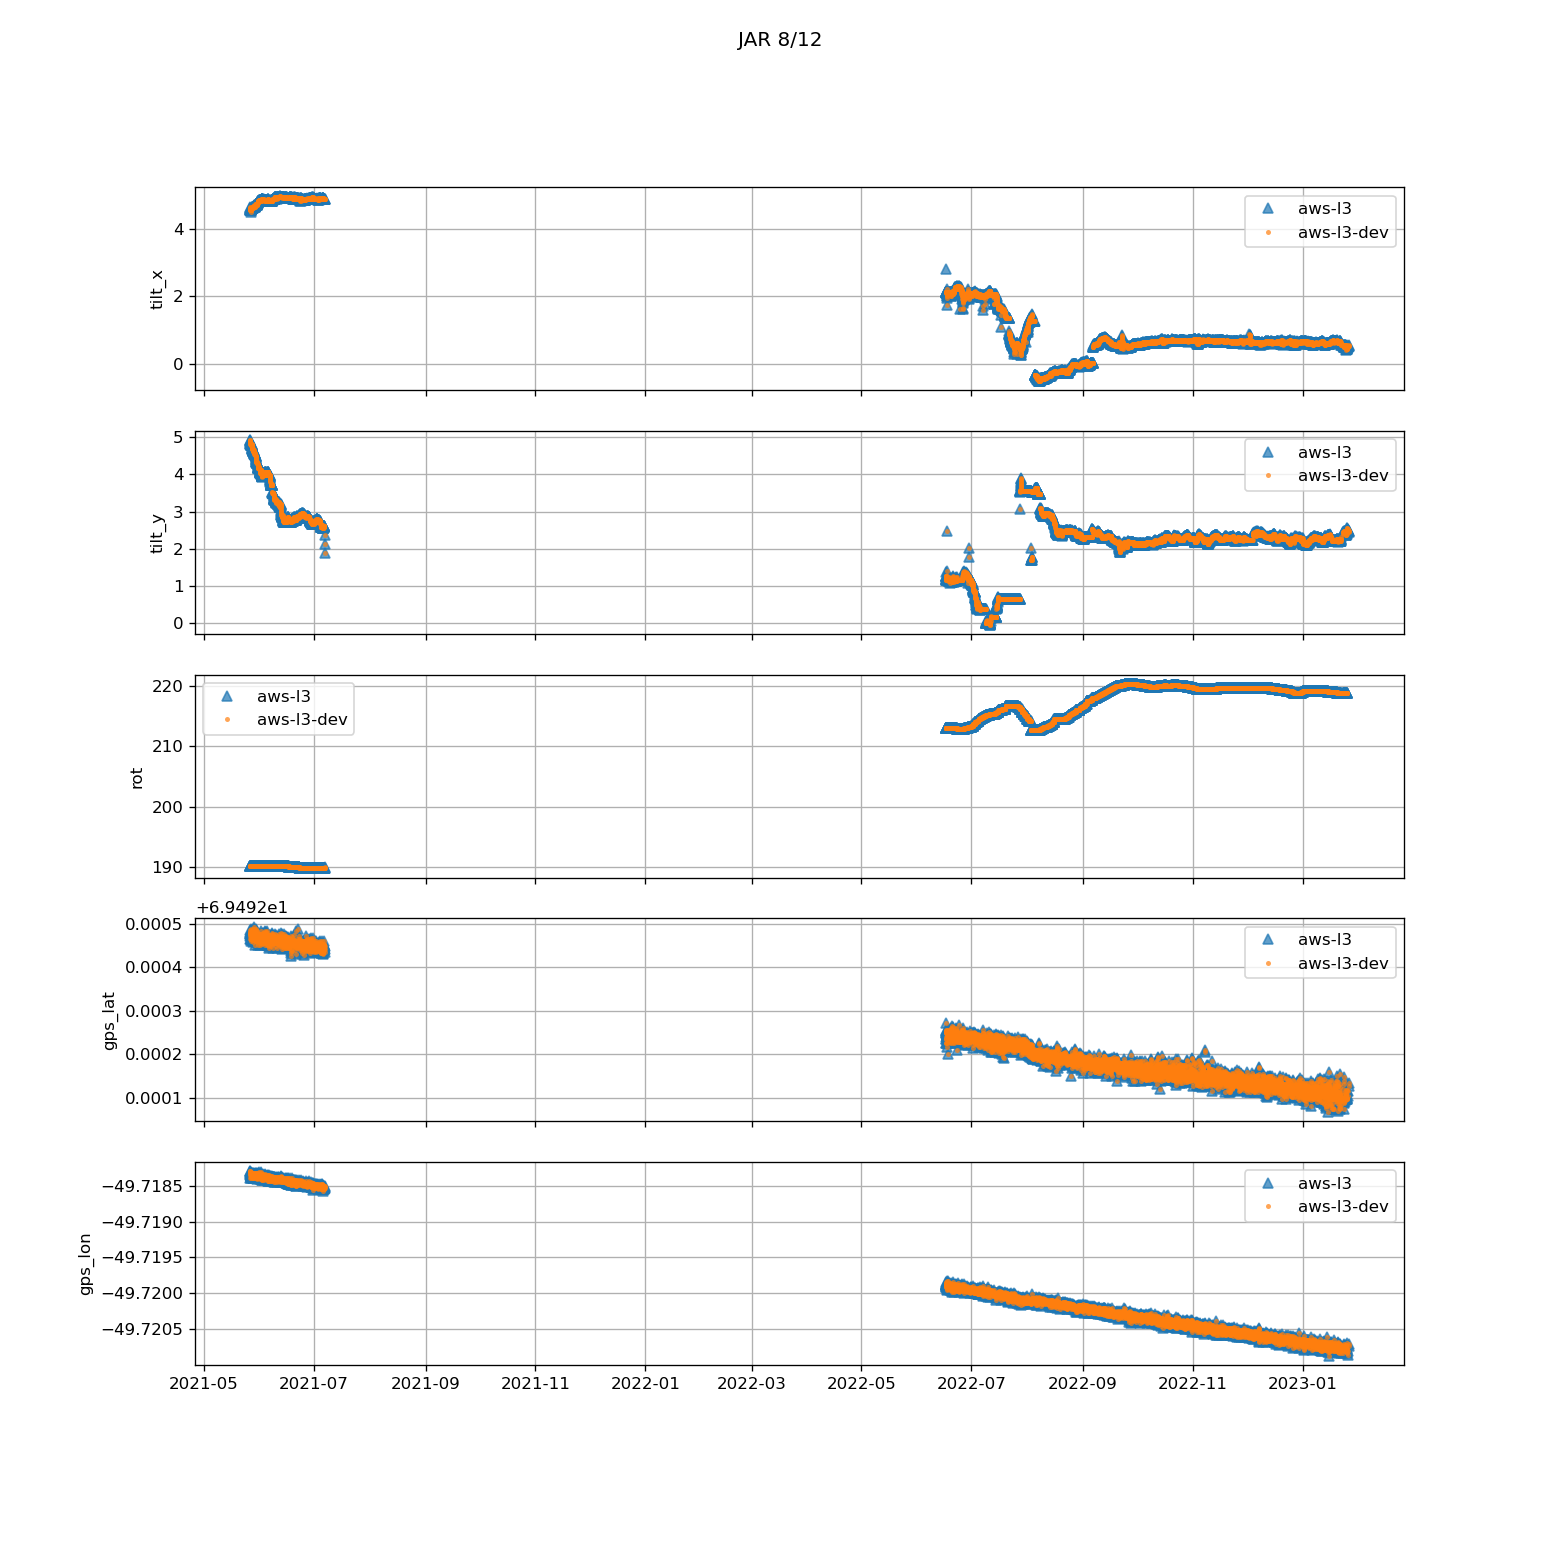 JAR 8/12
4
2
0
tilt_x
aws-l3
aws-l3-dev
5
4
3
2
1
0
tilt_y
aws-l3
aws-l3-dev
220
210
200
190
rot
aws-l3
aws-l3-dev
+6.9492e1
0.0005
0.0004
0.0003
0.0002
0.0001
gps_lat
aws-l3
aws-l3-dev
−49.7185
−49.7190
−49.7195
−49.7200
−49.7205
gps_lon
aws-l3
aws-l3-dev
2021-05 2021-07 2021-09 2021-11 2022-01 2022-03 2022-05 2022-07 2022-09 2022-11 2023-01